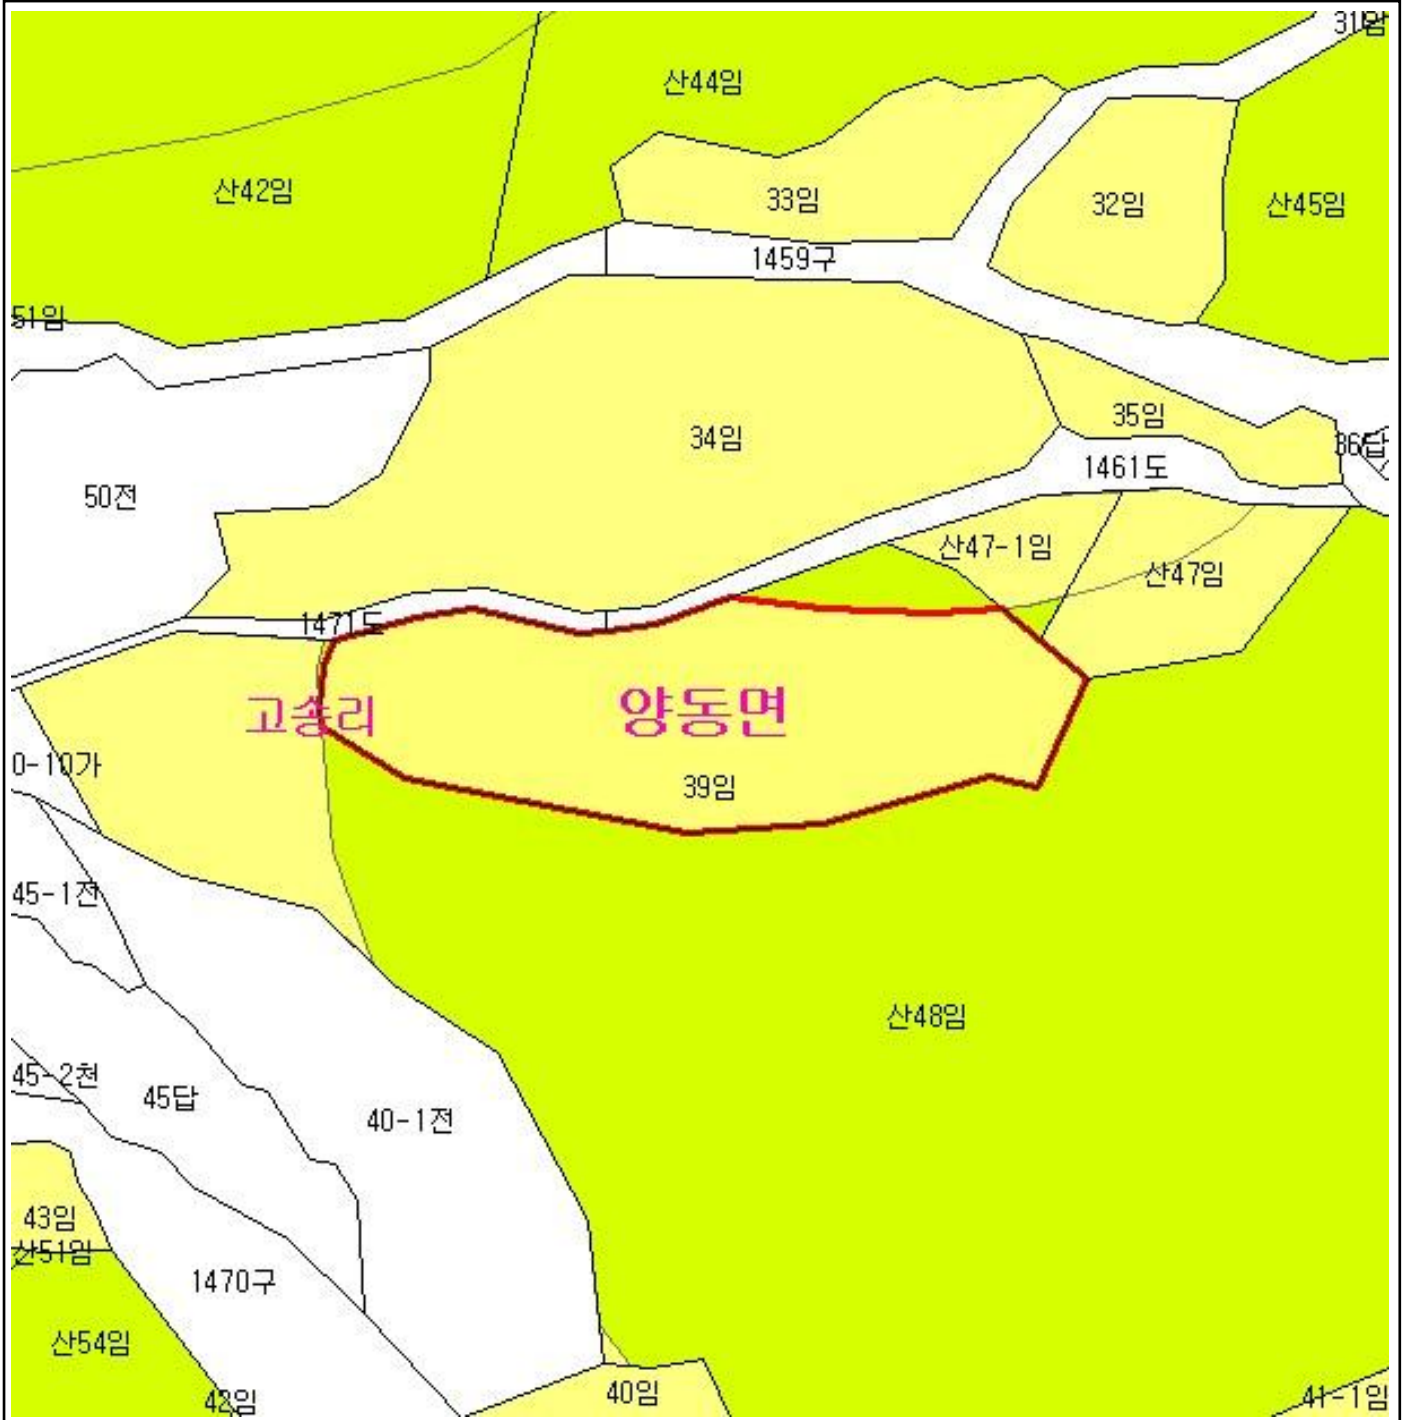 31임
산44임
산42임
33임
32임
산45임
1459구
51임
35임
34임
36답
1461도
50전
산47-1임
산47임
1471도
고송리
양동면
0-10가
39임
45-1전
산48임
45-2천
45답
40-1전
43임
산51임
1470구
산54임
42임
40임
41-1임